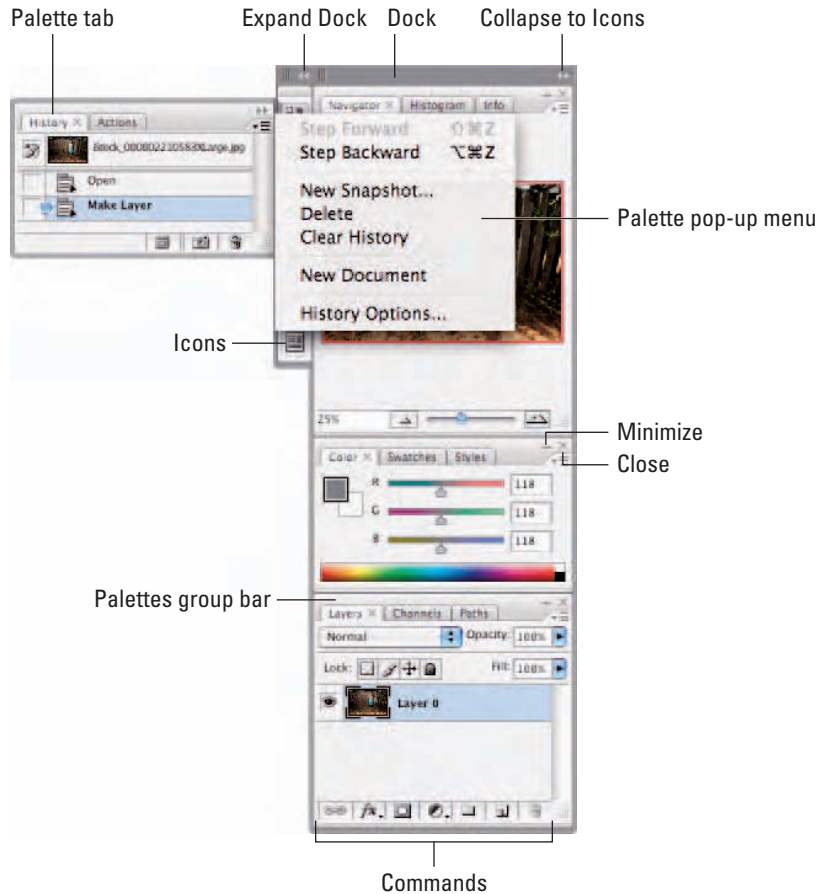 Palette tab
Expand Dock
Dock
Collapse to Icons
History × Actions
Open
Make Layer
Navigator × Histogram Info
Step Forward ⇧⌘Z
Step Backward ⌥⌘Z
New Snapshot...
Delete
Clear History
New Document
History Options...
Palette pop-up menu
Icons
25%
Minimize
Close
Color × Swatches Styles
R 118
G 118
B 118
Palettes group bar
Layers × Channels Paths
Normal Opacity: 100%
Lock: Fill: 100%
Layer 0
fx
Commands